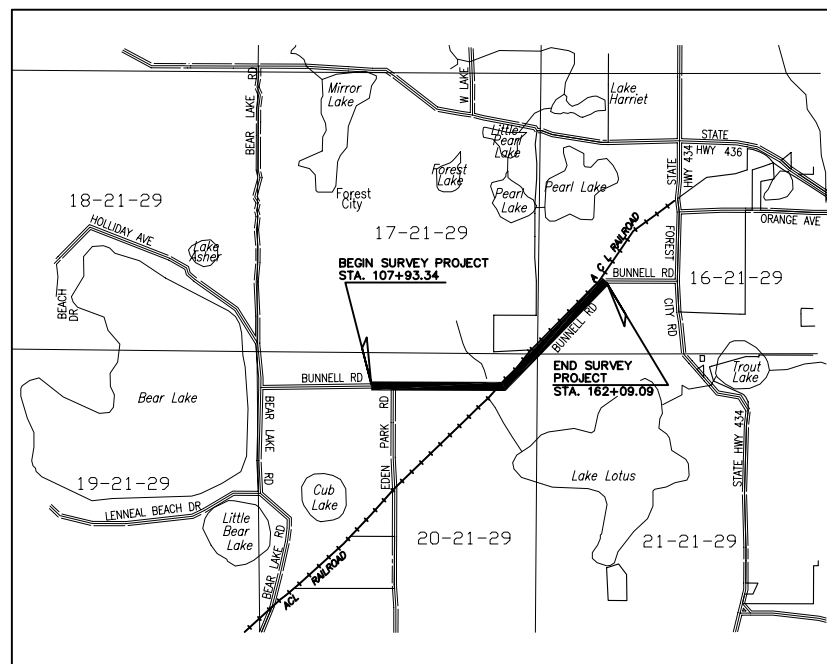 BEAR LAKE RD
Mirror
Lake
W LAKE
Lake
Harriet
Little
Pearl
Lake
STATE
HWY 436
STATE
HWY 434
Forest
Lake
Pearl
Lake
Pearl Lake
Forest
City
18-21-29
HOLLIDAY AVE
Lake
Asher
17-21-29
A C L RAILROAD
ORANGE AVE
BEACH
DR
BEGIN SURVEY PROJECT
STA. 107+93.34
BUNNELL RD
FOREST
CITY RD
16-21-29
BUNNELL RD
END SURVEY
PROJECT
STA. 162+09.09
Trout
Lake
BUNNELL RD
Bear Lake
BEAR LAKE RD
EDEN PARK RD
STATE HWY 434
Lake Lotus
19-21-29
Cub
Lake
LENNEAL BEACH DR
Little
Bear
Lake
BEAR LAKE RD
20-21-29
21-21-29
ACL RAILROAD